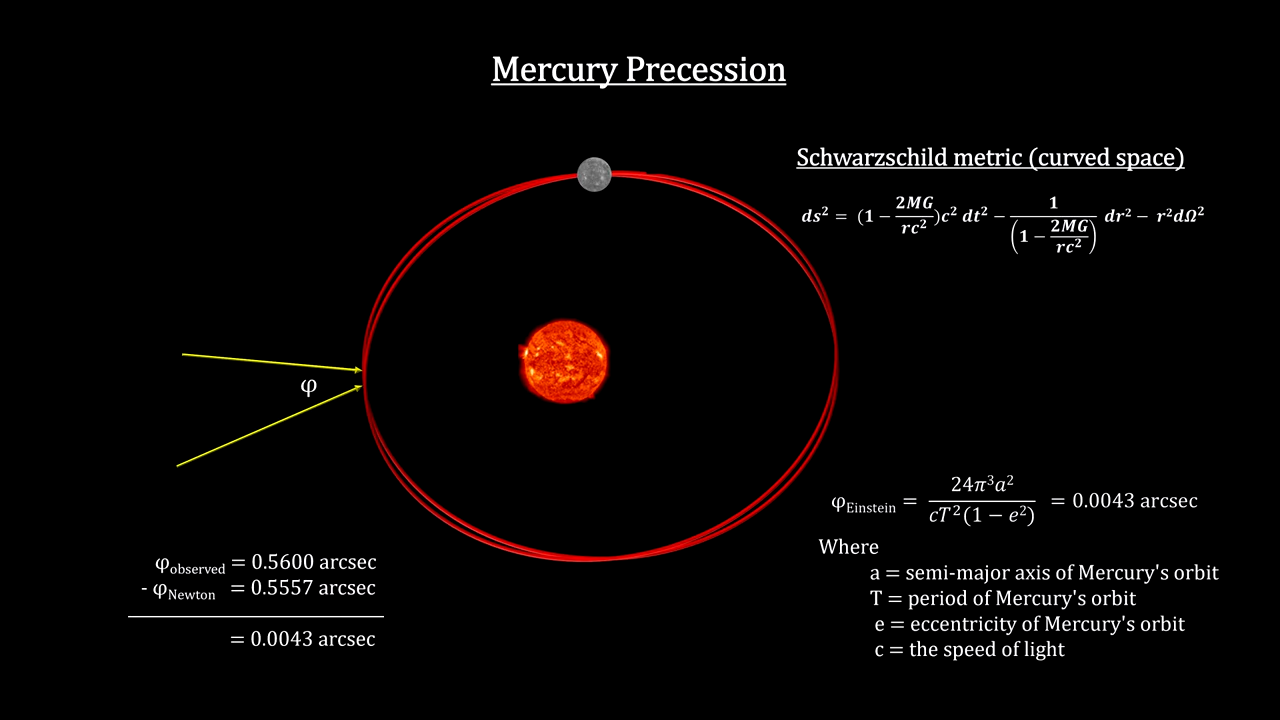 Mercury Precession
Schwarzschild metric (curved space)
ds² = (1 − 2MG/rc²)c² dt² − 1/(1 − 2MG/rc²) dr² − r²dΩ²
φ
φEinstein = 24π³a²/cT²(1 − e²) = 0.0043 arcsec
Where
a = semi-major axis of Mercury's orbit
T = period of Mercury's orbit
e = eccentricity of Mercury's orbit
c = the speed of light
φobserved = 0.5600 arcsec
- φNewton = 0.5557 arcsec
= 0.0043 arcsec